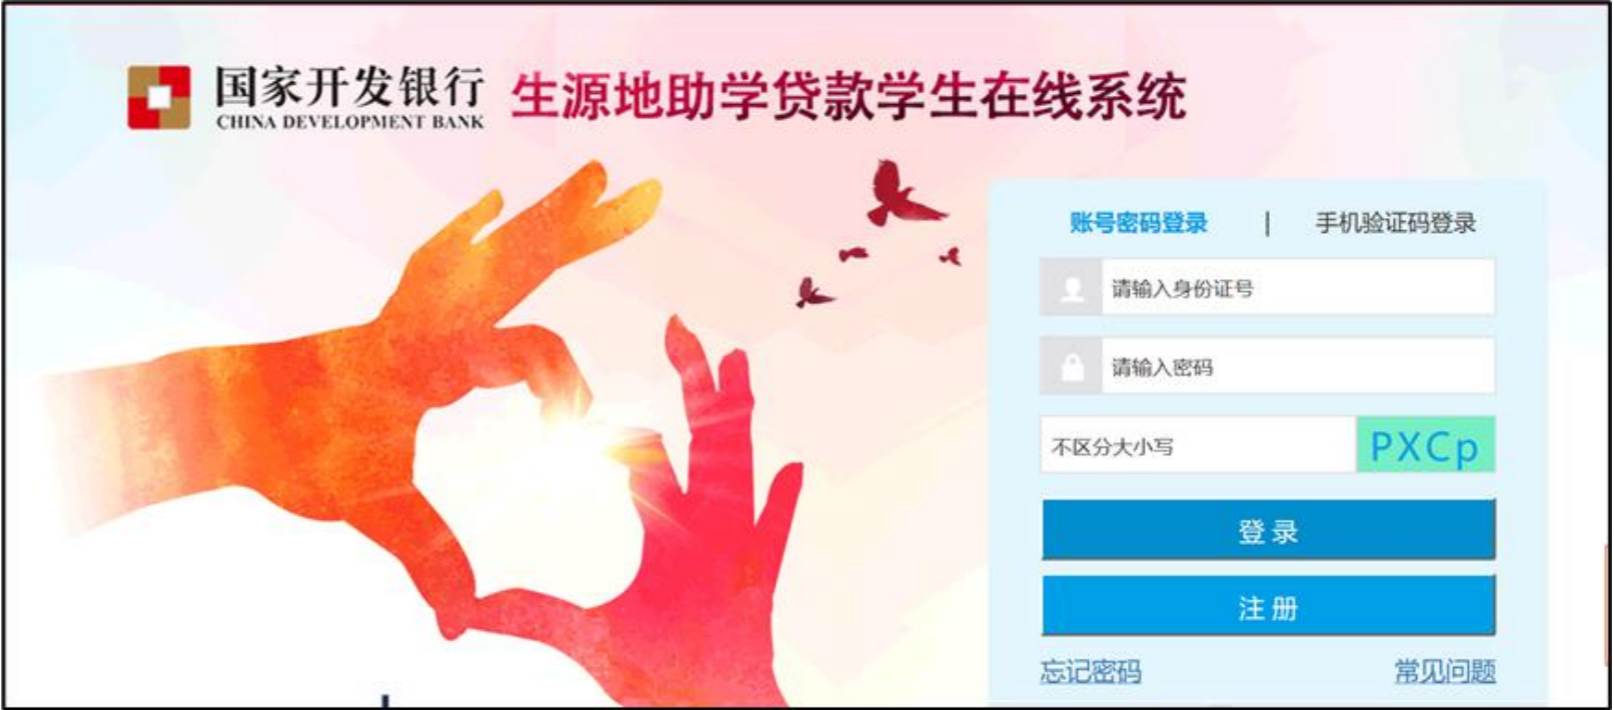 国家开发银行
CHINA DEVELOPMENT BANK
生源地助学贷款学生在线系统
账号密码登录 | 手机验证码登录
请输入身份证号
请输入密码
不区分大小写 PXCp
登录
注册
忘记密码 常见问题